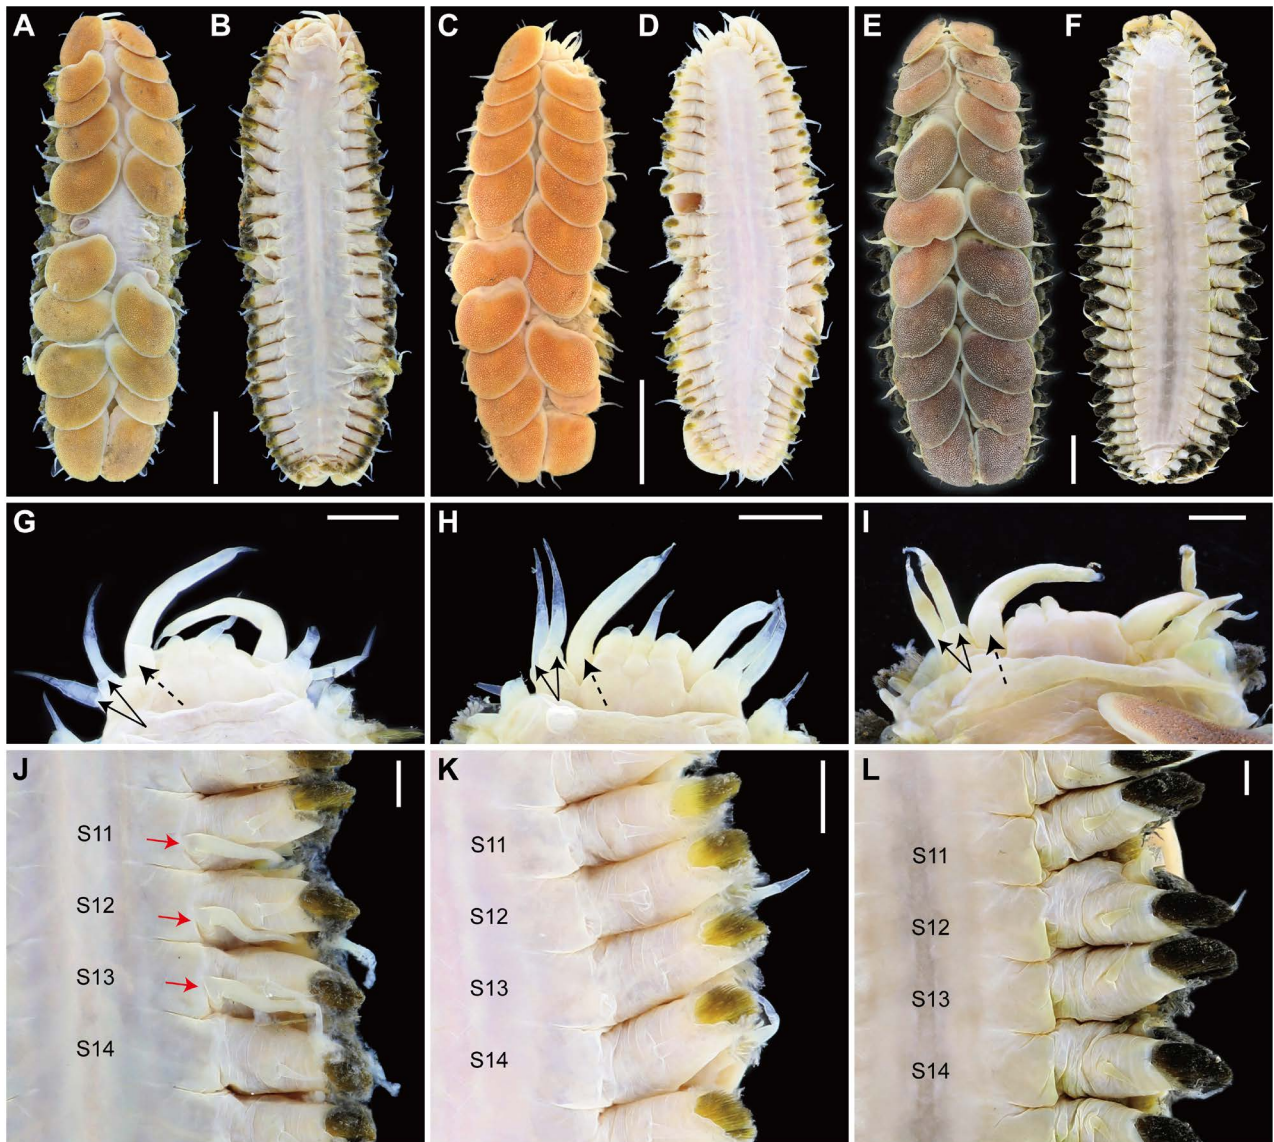 A B C D E F
G H I
J K L
S11 S11 S11
S12 S12 S12
S13 S13 S13
S14 S14 S14